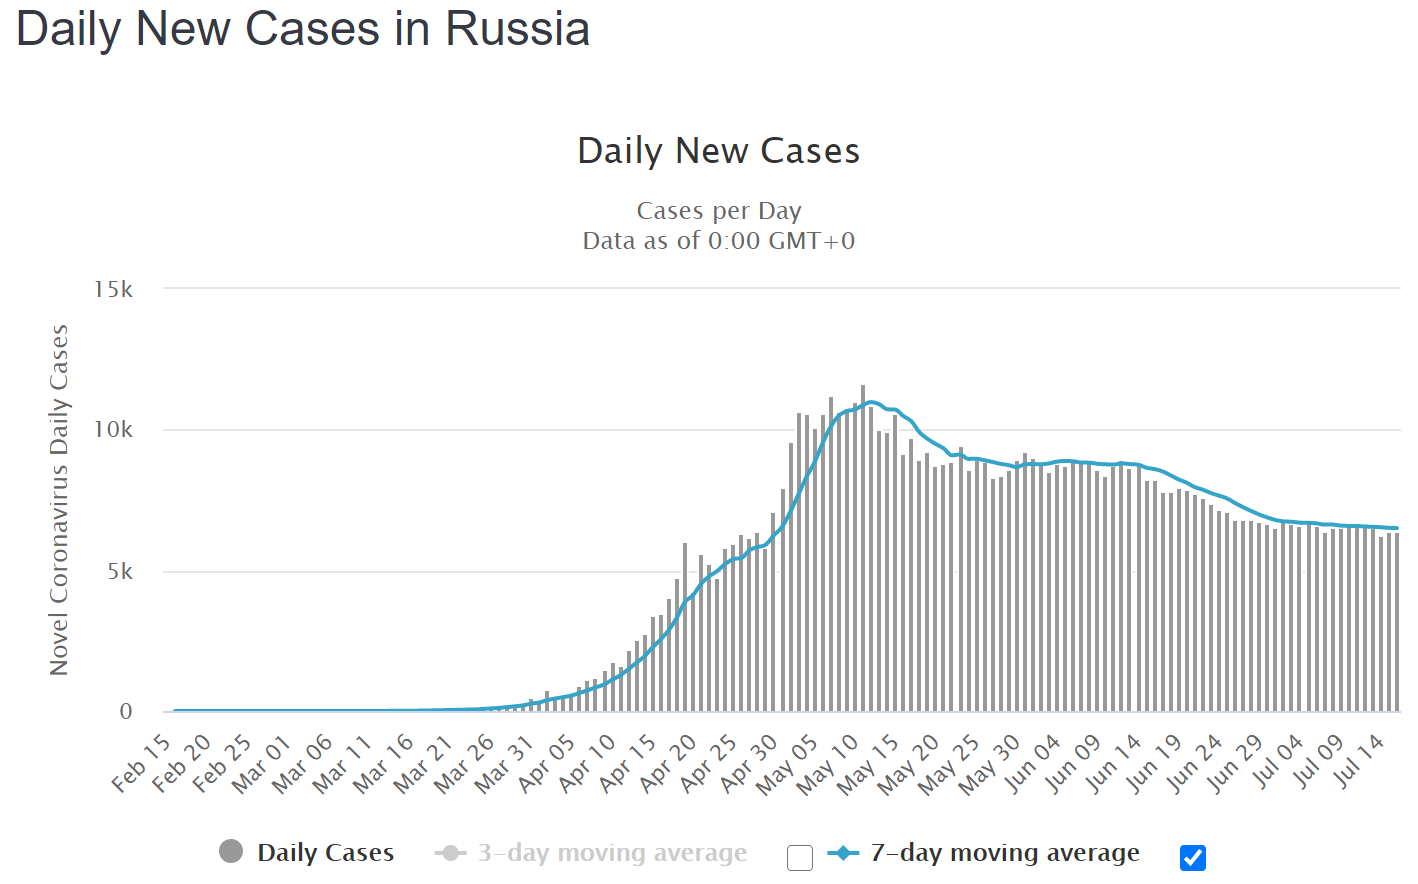 Daily New Cases in Russia
Daily New Cases
Cases per Day
Data as of 0:00 GMT+0
Novel Coronavirus Daily Cases
15k
10k
5k
0
Feb 15
Feb 20
Feb 25
Mar 01
Mar 06
Mar 11
Mar 16
Mar 21
Mar 26
Mar 31
Apr 05
Apr 10
Apr 15
Apr 20
Apr 25
Apr 30
May 05
May 10
May 15
May 20
May 25
May 30
Jun 04
Jun 09
Jun 14
Jun 19
Jun 24
Jun 29
Jul 04
Jul 09
Jul 14
Daily Cases
3-day moving average
7-day moving average